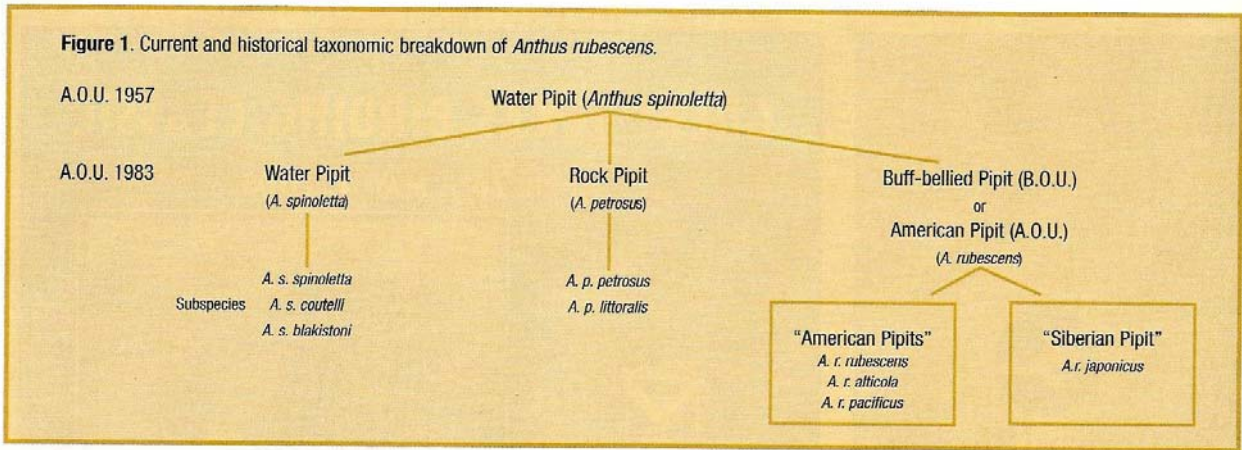 Figure 1. Current and historical taxonomic breakdown of Anthus rubescens.
A.O.U. 1957
Water Pipit (Anthus spinoletta)
A.O.U. 1983
Water Pipit
(A. spinoletta)
Rock Pipit
(A. petrosus)
Buff-bellied Pipit (B.O.U.)
or
American Pipit (A.O.U.)
(A. rubescens)
Subspecies
A. s. spinoletta
A. s. coutelli
A. s. blakistoni
A. p. petrosus
A. p. littoralis
"American Pipits"
A. r. rubescens
A. r. alticola
A. r. pacificus
"Siberian Pipit"
A.r. japonicus